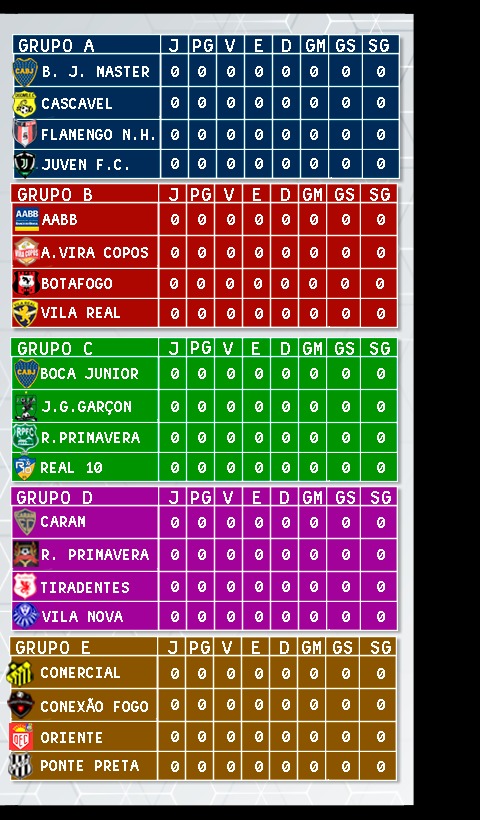 GRUPO A J PG V E D GM GS SG
CABJ B. J. MASTER 0 0 0 0 0 0 0 0
CASCAVEL 0 0 0 0 0 0 0 0
FLAMENGO N.H. 0 0 0 0 0 0 0 0
JUVEN F.C. 0 0 0 0 0 0 0 0
GRUPO B J PG V E D GM GS SG
AABB AABB 0 0 0 0 0 0 0 0
VIRA COPOS A.VIRA COPOS 0 0 0 0 0 0 0 0
BOTAFOGO 0 0 0 0 0 0 0 0
VILA REAL 0 0 0 0 0 0 0 0
GRUPO C J PG V E D GM GS SG
CABJ BOCA JUNIOR 0 0 0 0 0 0 0 0
J.G.GARÇON 0 0 0 0 0 0 0 0
RPFC R.PRIMAVERA 0 0 0 0 0 0 0 0
REAL 10 0 0 0 0 0 0 0 0
GRUPO D J PG V E D GM GS SG
CARAM 0 0 0 0 0 0 0 0
R. PRIMAVERA 0 0 0 0 0 0 0 0
TIRADENTES 0 0 0 0 0 0 0 0
VILA NOVA 0 0 0 0 0 0 0 0
GRUPO E J PG V E D GM GS SG
COMERCIAL 0 0 0 0 0 0 0 0
CONEXÃO FOGO 0 0 0 0 0 0 0 0
OFC ORIENTE 0 0 0 0 0 0 0 0
PONTE PRETA 0 0 0 0 0 0 0 0